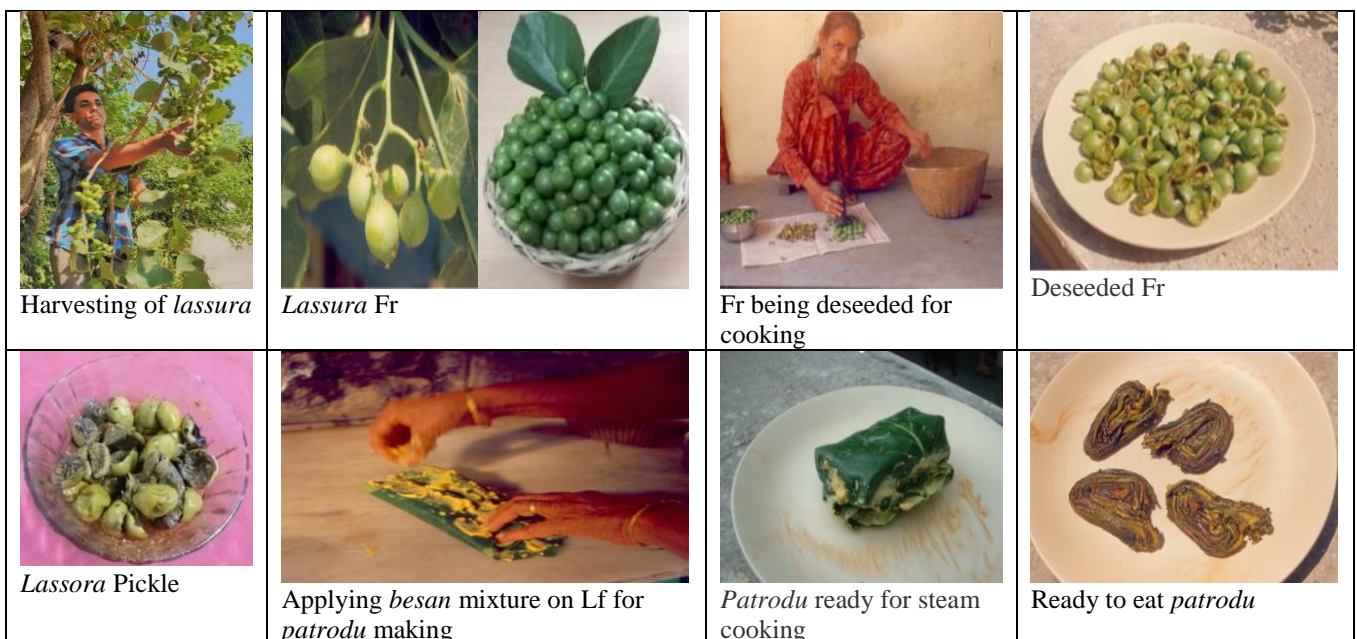 Harvesting of lassura
Lassura Fr
Fr being deseeded for
cooking
Deseeded Fr
Lassora Pickle
Applying besan mixture on Lf for
patrodu making
Patrodu ready for steam
cooking
Ready to eat patrodu